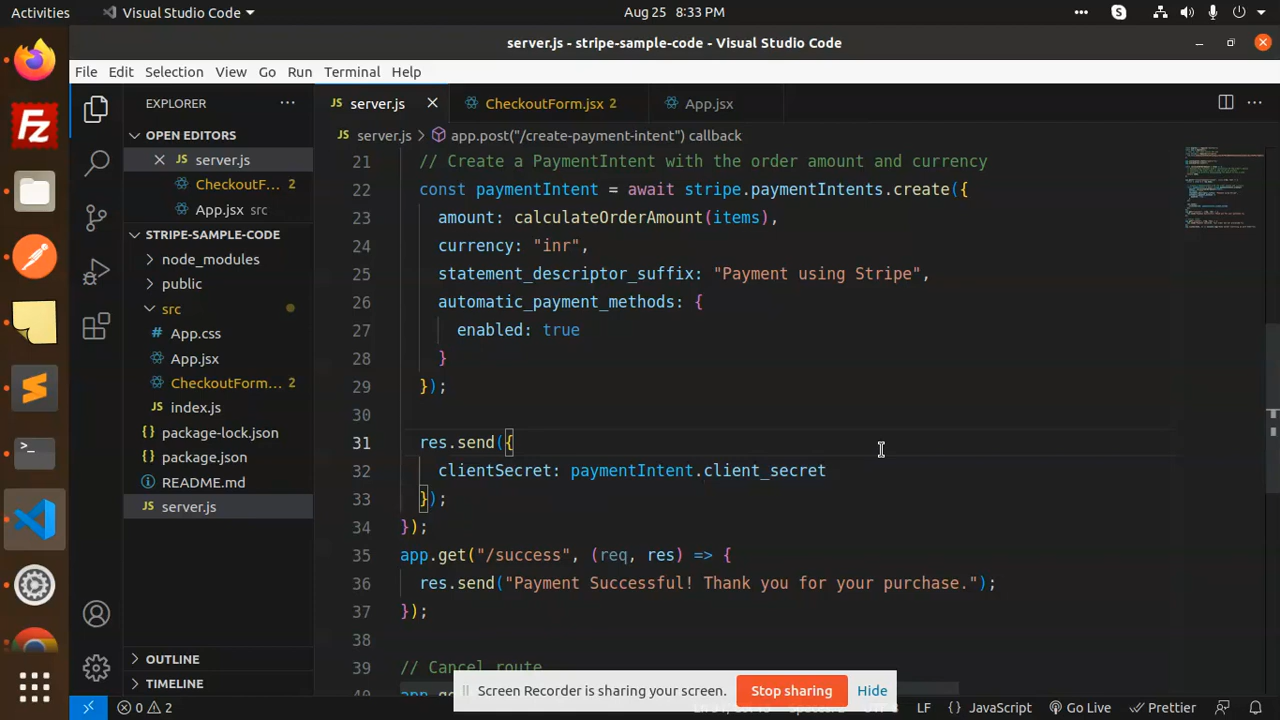 Activities
Visual Studio Code
Aug 25 8:33 PM
server.js - stripe-sample-code - Visual Studio Code
File Edit Selection View Go Run Terminal Help
EXPLORER
OPEN EDITORS
server.js
CheckoutF... 2
App.jsx src
STRIPE-SAMPLE-CODE
node_modules
public
src
App.css
App.jsx
CheckoutForm... 2
index.js
package-lock.json
package.json
README.md
server.js
OUTLINE
TIMELINE
server.js
CheckoutForm.jsx 2
App.jsx
server.js > app.post("/create-payment-intent") callback
21 // Create a PaymentIntent with the order amount and currency
22 const paymentIntent = await stripe.paymentIntents.create({
23 amount: calculateOrderAmount(items),
24 currency: "inr",
25 statement_descriptor_suffix: "Payment using Stripe",
26 automatic_payment_methods: {
27 enabled: true
28 }
29 });
30
31 res.send({
32 clientSecret: paymentIntent.client_secret
33 });
34 });
35 app.get("/success", (req, res) => {
36 res.send("Payment Successful! Thank you for your purchase.");
37 });
38
39 // Cancel route
Screen Recorder is sharing your screen.
Stop sharing
Hide
0 2
LF
JavaScript
Go Live
Prettier